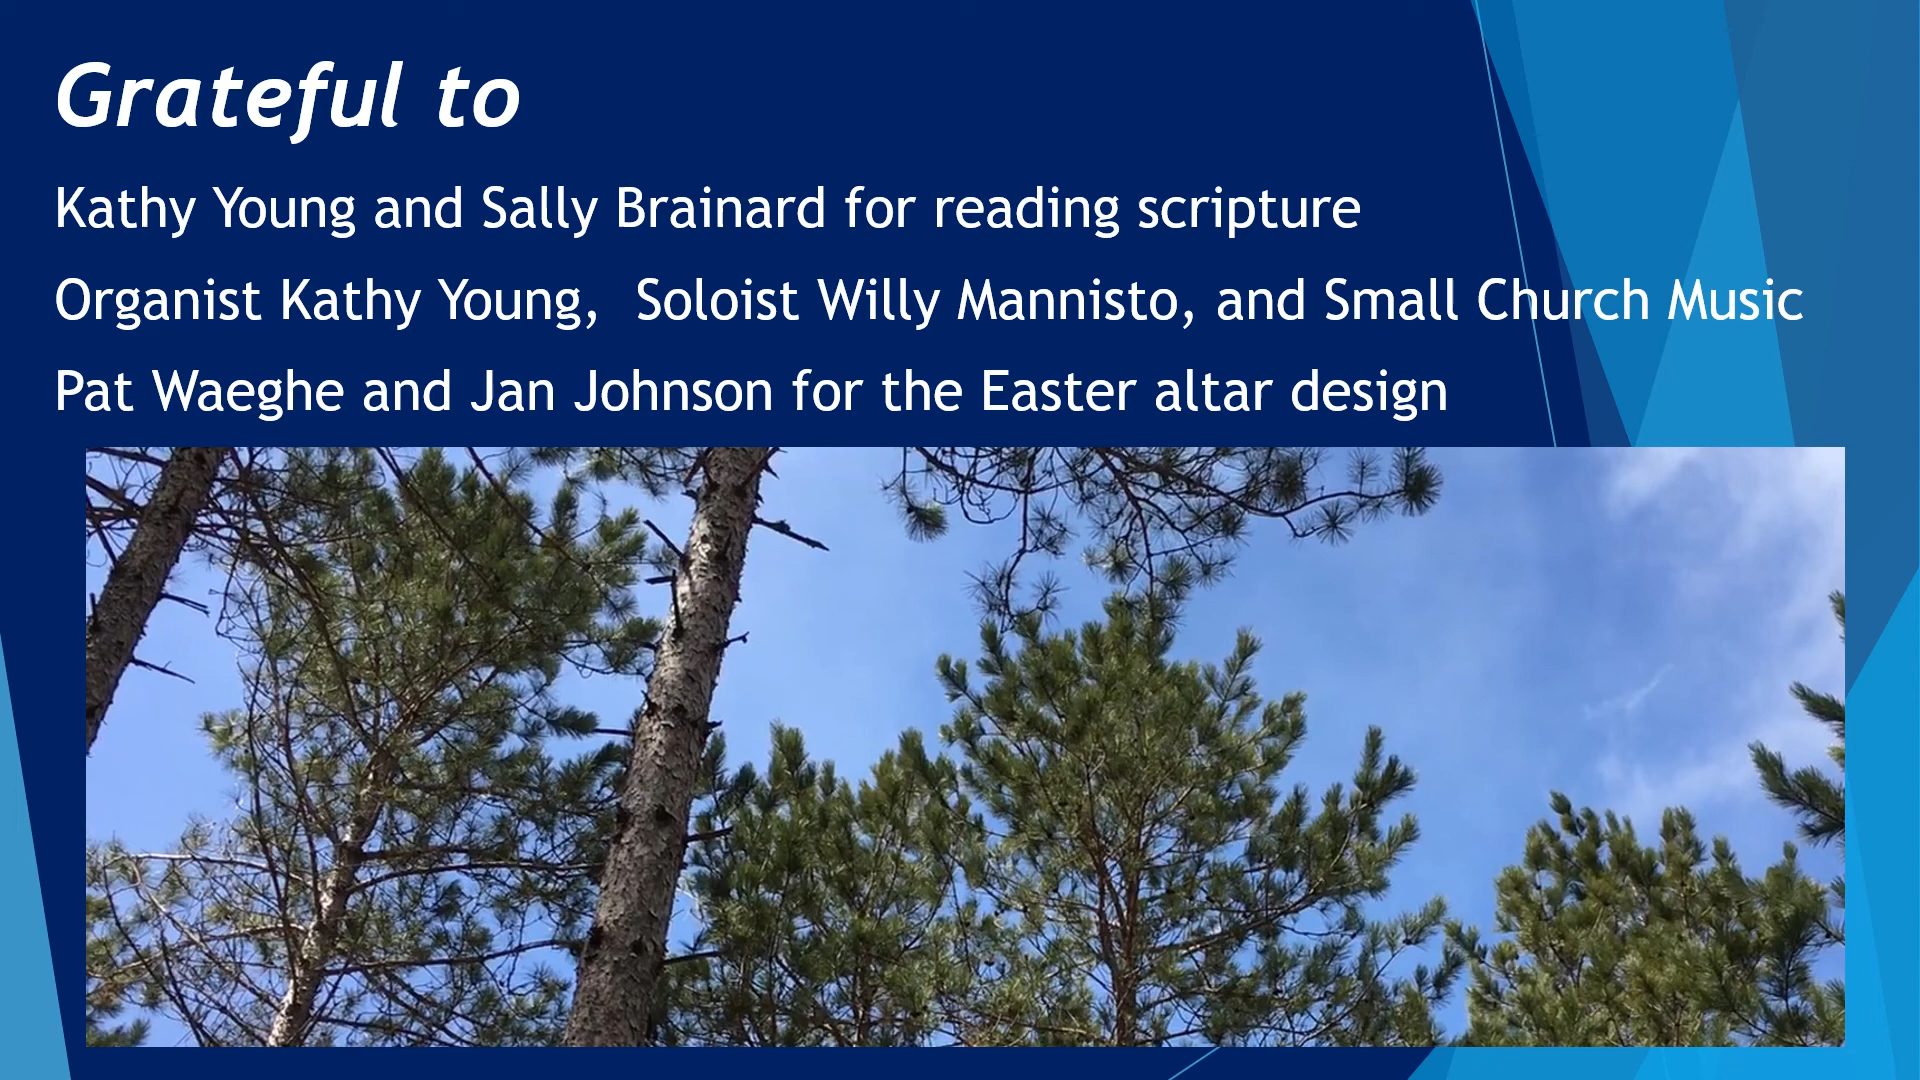 Grateful to
Kathy Young and Sally Brainard for reading scripture
Organist Kathy Young,  Soloist Willy Mannisto, and Small Church Music
Pat Waeghe and Jan Johnson for the Easter altar design